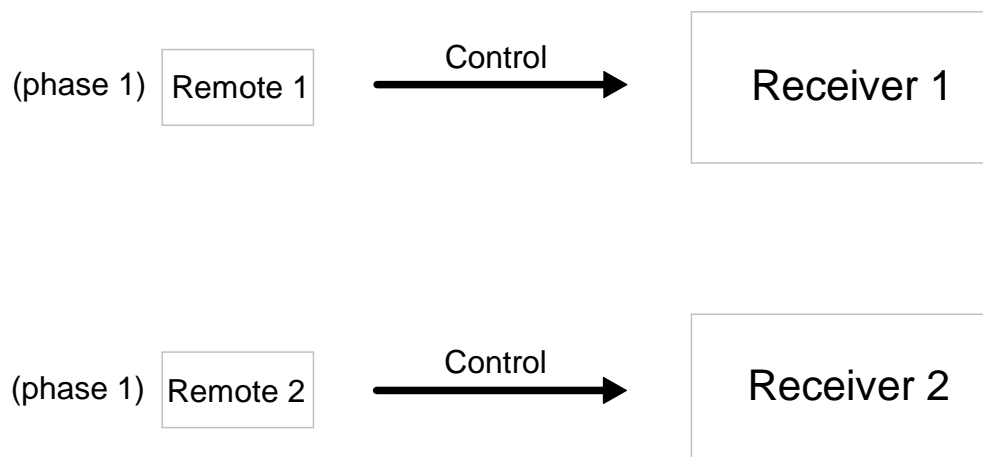 (phase 1) Remote 1 Control Receiver 1
(phase 1) Remote 2 Control Receiver 2